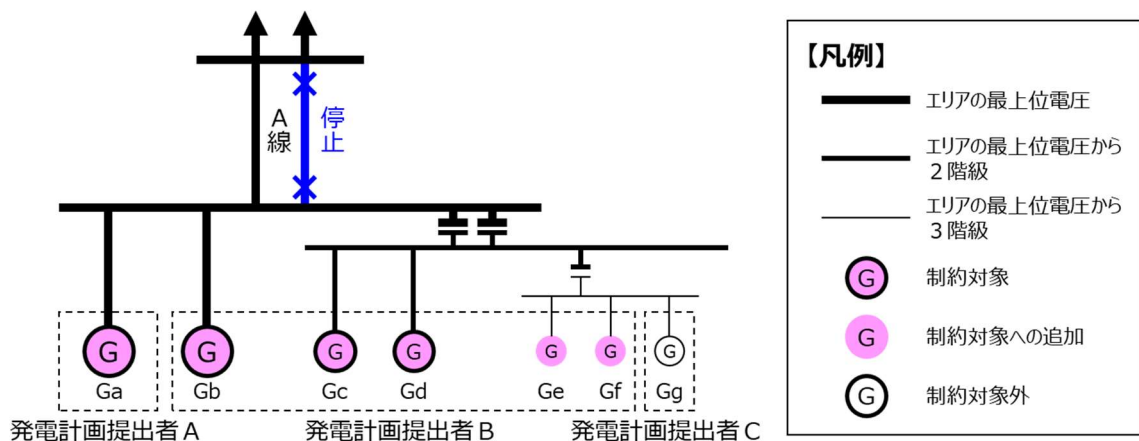 A線
停止
G
G
G
G
G
G
G
Ga
Gb
Gc
Gd
Ge
Gf
Gg
発電計画提出者A
発電計画提出者B
発電計画提出者C
【凡例】
エリアの最上位電圧
エリアの最上位電圧から
2階級
エリアの最上位電圧から
3階級
G
制約対象
G
制約対象への追加
G
制約対象外